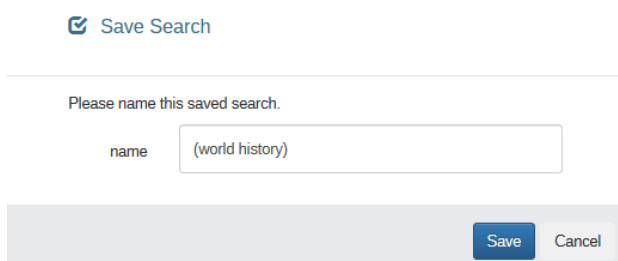 Save Search
Please name this saved search.
name (world history)
Save Cancel